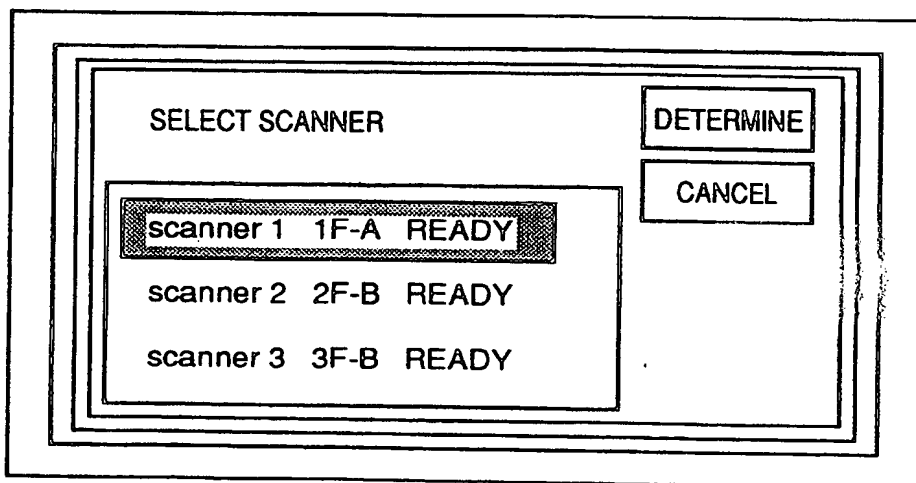 SELECT SCANNER
DETERMINE
CANCEL
scanner 1 1F-A READY
scanner 2 2F-B READY
scanner 3 3F-B READY